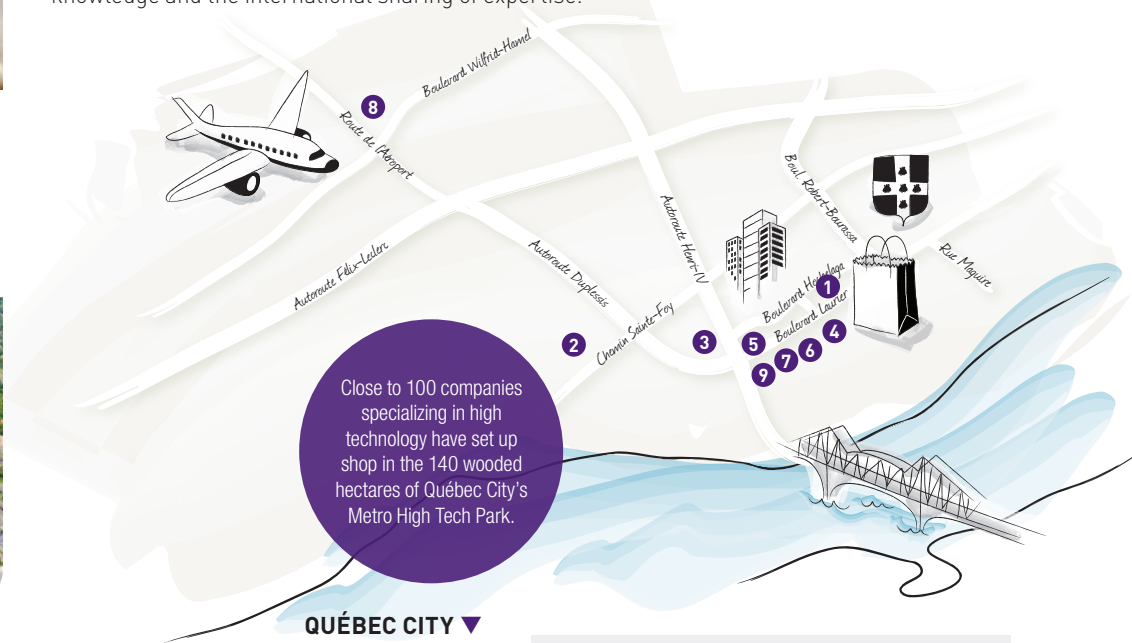 knowledge and the international sharing of expertise.
Boulevard Wilfrid-Hamel
8
Route de l'Aéroport
Boul. Robert-Bourassa
Autoroute Henri-IV
Rue Maguire
Autoroute Félix-Leclerc
Autoroute Duplessis
Boulevard Hochelaga
1
Boulevard Laurier
Chemin Sainte-Foy
2
3
5
4
6
7
9
Close to 100 companies
specializing in high
technology have set up
shop in the 140 wooded
hectares of Québec City's
Metro High Tech Park.
QUÉBEC CITY ▼